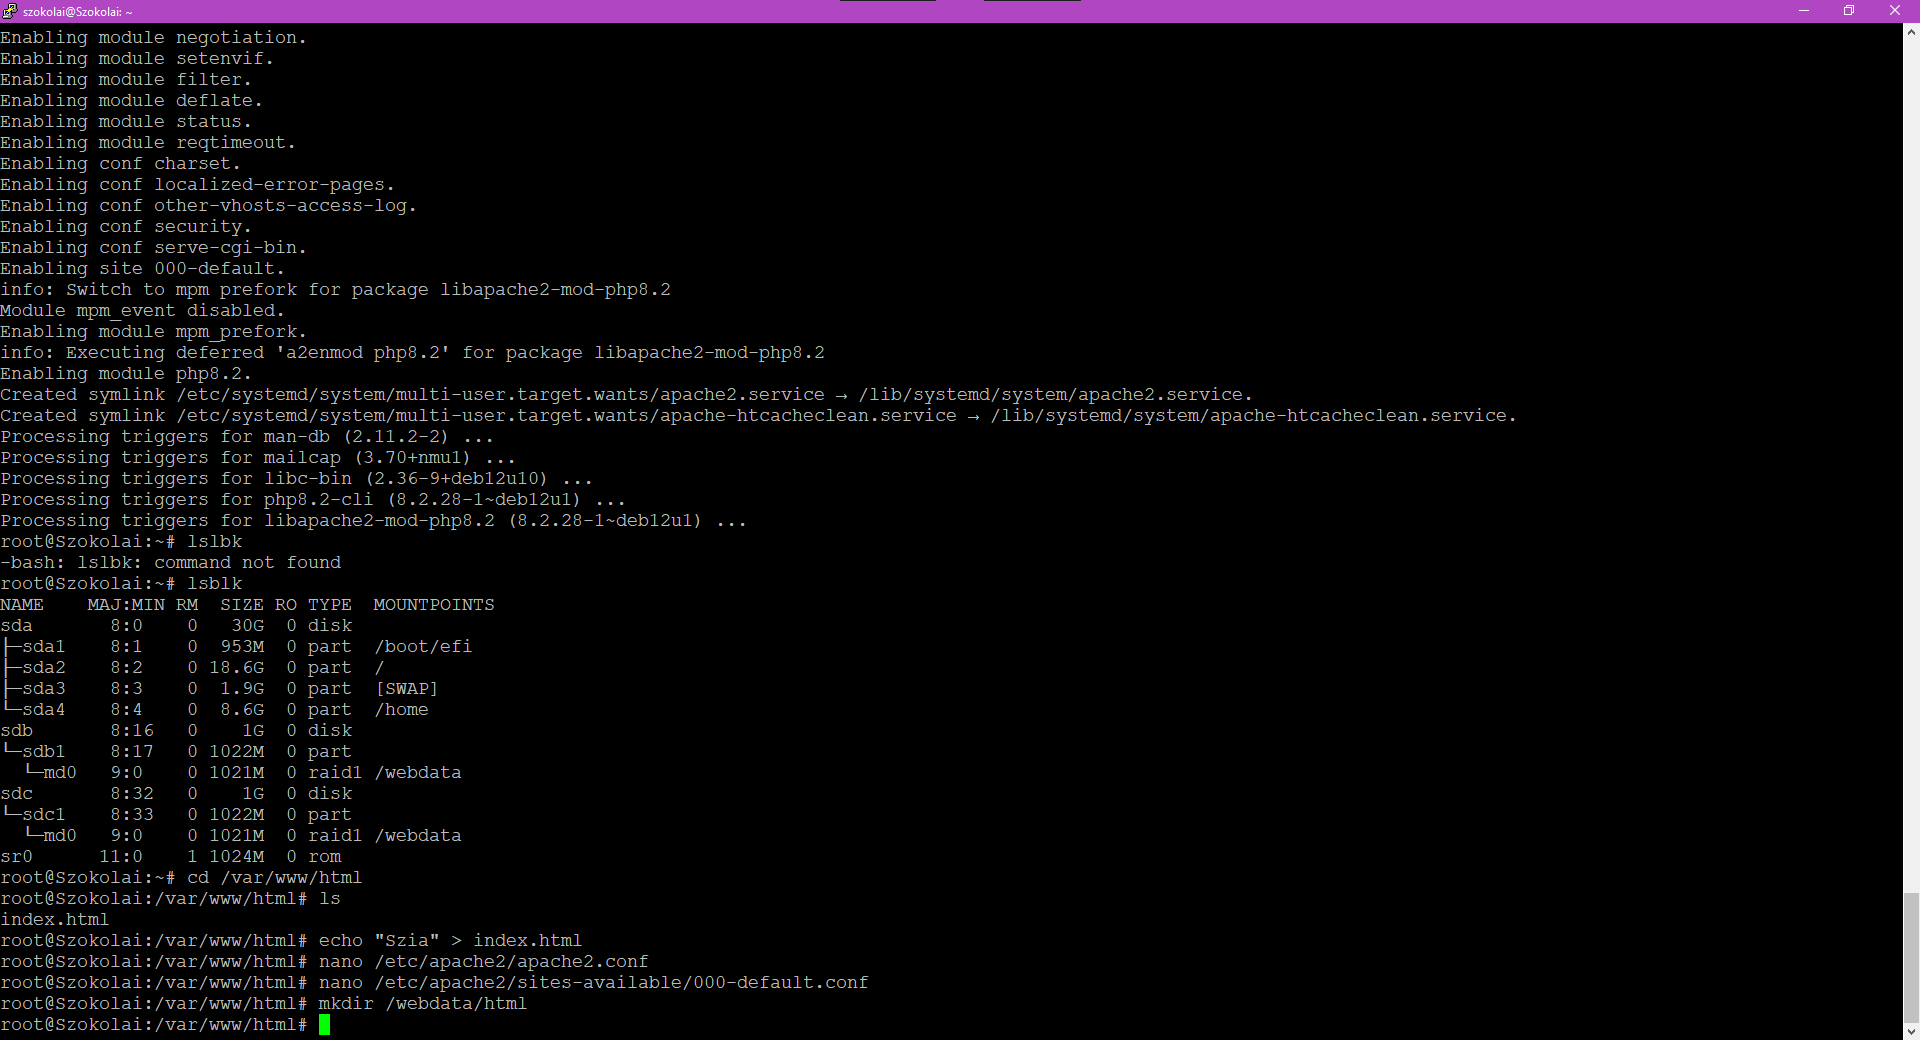 szokolai@Szokolai: ~
Enabling module negotiation.
Enabling module setenvif.
Enabling module filter.
Enabling module deflate.
Enabling module status.
Enabling module reqtimeout.
Enabling conf charset.
Enabling conf localized-error-pages.
Enabling conf other-vhosts-access-log.
Enabling conf security.
Enabling conf serve-cgi-bin.
Enabling site 000-default.
info: Switch to mpm prefork for package libapache2-mod-php8.2
Module mpm_event disabled.
Enabling module mpm_prefork.
info: Executing deferred 'a2enmod php8.2' for package libapache2-mod-php8.2
Enabling module php8.2.
Created symlink /etc/systemd/system/multi-user.target.wants/apache2.service → /lib/systemd/system/apache2.service.
Created symlink /etc/systemd/system/multi-user.target.wants/apache-htcacheclean.service → /lib/systemd/system/apache-htcacheclean.service.
Processing triggers for man-db (2.11.2-2) ...
Processing triggers for mailcap (3.70+nmu1) ...
Processing triggers for libc-bin (2.36-9+deb12u10) ...
Processing triggers for php8.2-cli (8.2.28-1~deb12u1) ...
Processing triggers for libapache2-mod-php8.2 (8.2.28-1~deb12u1) ...
root@Szokolai:~# lslbk
-bash: lslbk: command not found
root@Szokolai:~# lsblk
NAME    MAJ:MIN RM  SIZE RO TYPE  MOUNTPOINTS
sda       8:0    0   30G  0 disk
├─sda1    8:1    0  953M  0 part  /boot/efi
├─sda2    8:2    0 18.6G  0 part  /
├─sda3    8:3    0  1.9G  0 part  [SWAP]
└─sda4    8:4    0  8.6G  0 part  /home
sdb       8:16   0    1G  0 disk
└─sdb1    8:17   0 1022M  0 part
  └─md0   9:0    0 1021M  0 raid1 /webdata
sdc       8:32   0    1G  0 disk
└─sdc1    8:33   0 1022M  0 part
  └─md0   9:0    0 1021M  0 raid1 /webdata
sr0      11:0    1 1024M  0 rom
root@Szokolai:~# cd /var/www/html
root@Szokolai:/var/www/html# ls
index.html
root@Szokolai:/var/www/html# echo "Szia" > index.html
root@Szokolai:/var/www/html# nano /etc/apache2/apache2.conf
root@Szokolai:/var/www/html# nano /etc/apache2/sites-available/000-default.conf
root@Szokolai:/var/www/html# mkdir /webdata/html
root@Szokolai:/var/www/html#